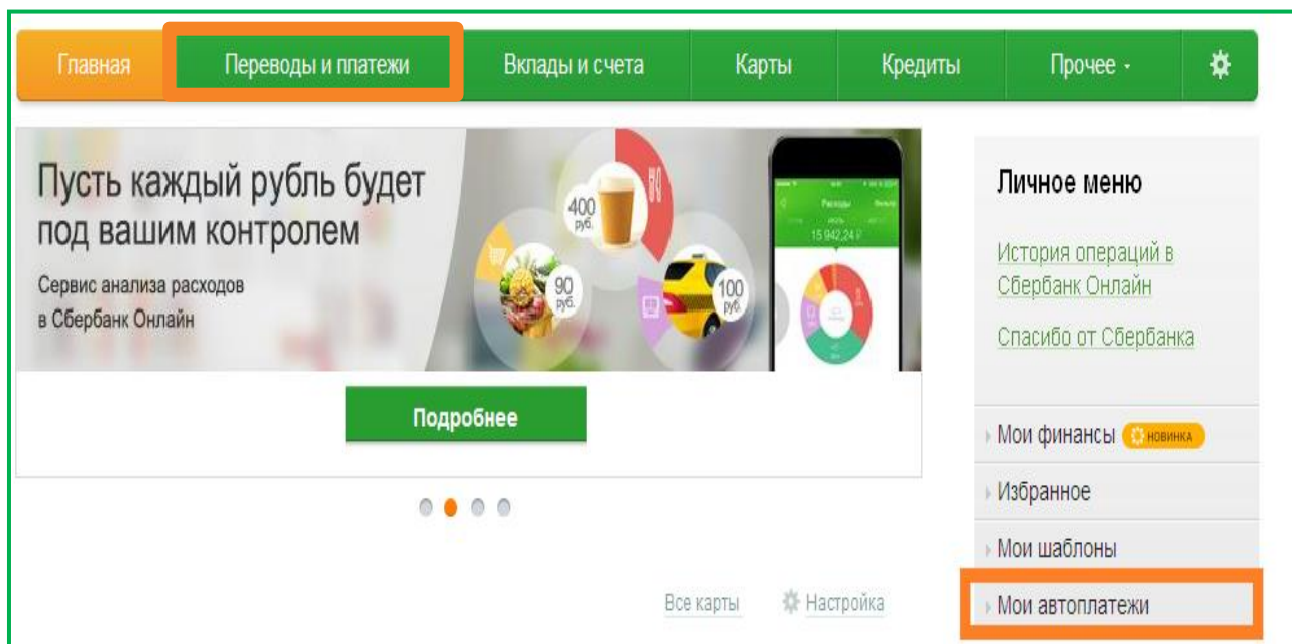 Главная
Переводы и платежи
Вклады и счета
Карты
Кредиты
Прочее
Пусть каждый рубль будет
под вашим контролем
Сервис анализа расходов
в Сбербанк Онлайн
400
руб.
90
руб.
100
руб.
Расходы
15 942,24 ₽
Подробнее
Все карты
Настройка
Личное меню
История операций в
Сбербанк Онлайн
Спасибо от Сбербанка
Мои финансы НОВИНКА
Избранное
Мои шаблоны
Мои автоплатежи